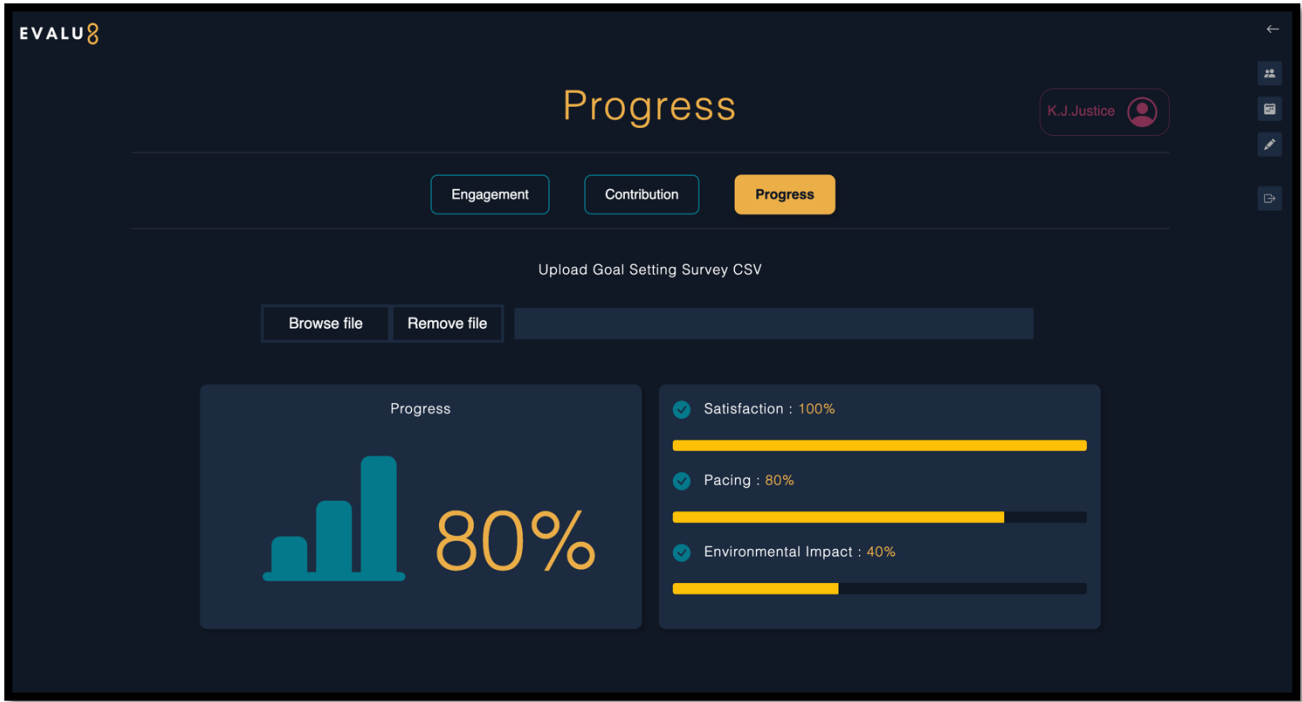 EVALU8
Progress
K.J.Justice
Engagement Contribution Progress
Upload Goal Setting Survey CSV
Browse file Remove file
Progress
80%
Satisfaction : 100%
Pacing : 80%
Environmental Impact : 40%